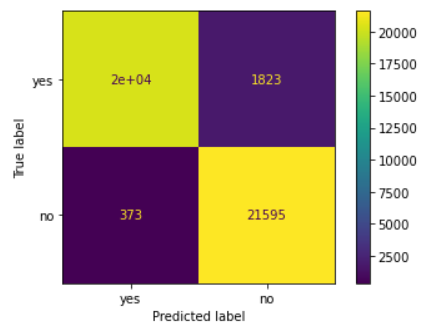 yes
no
True label
2e+04
1823
373
21595
yes
no
Predicted label
20000
17500
15000
12500
10000
7500
5000
2500